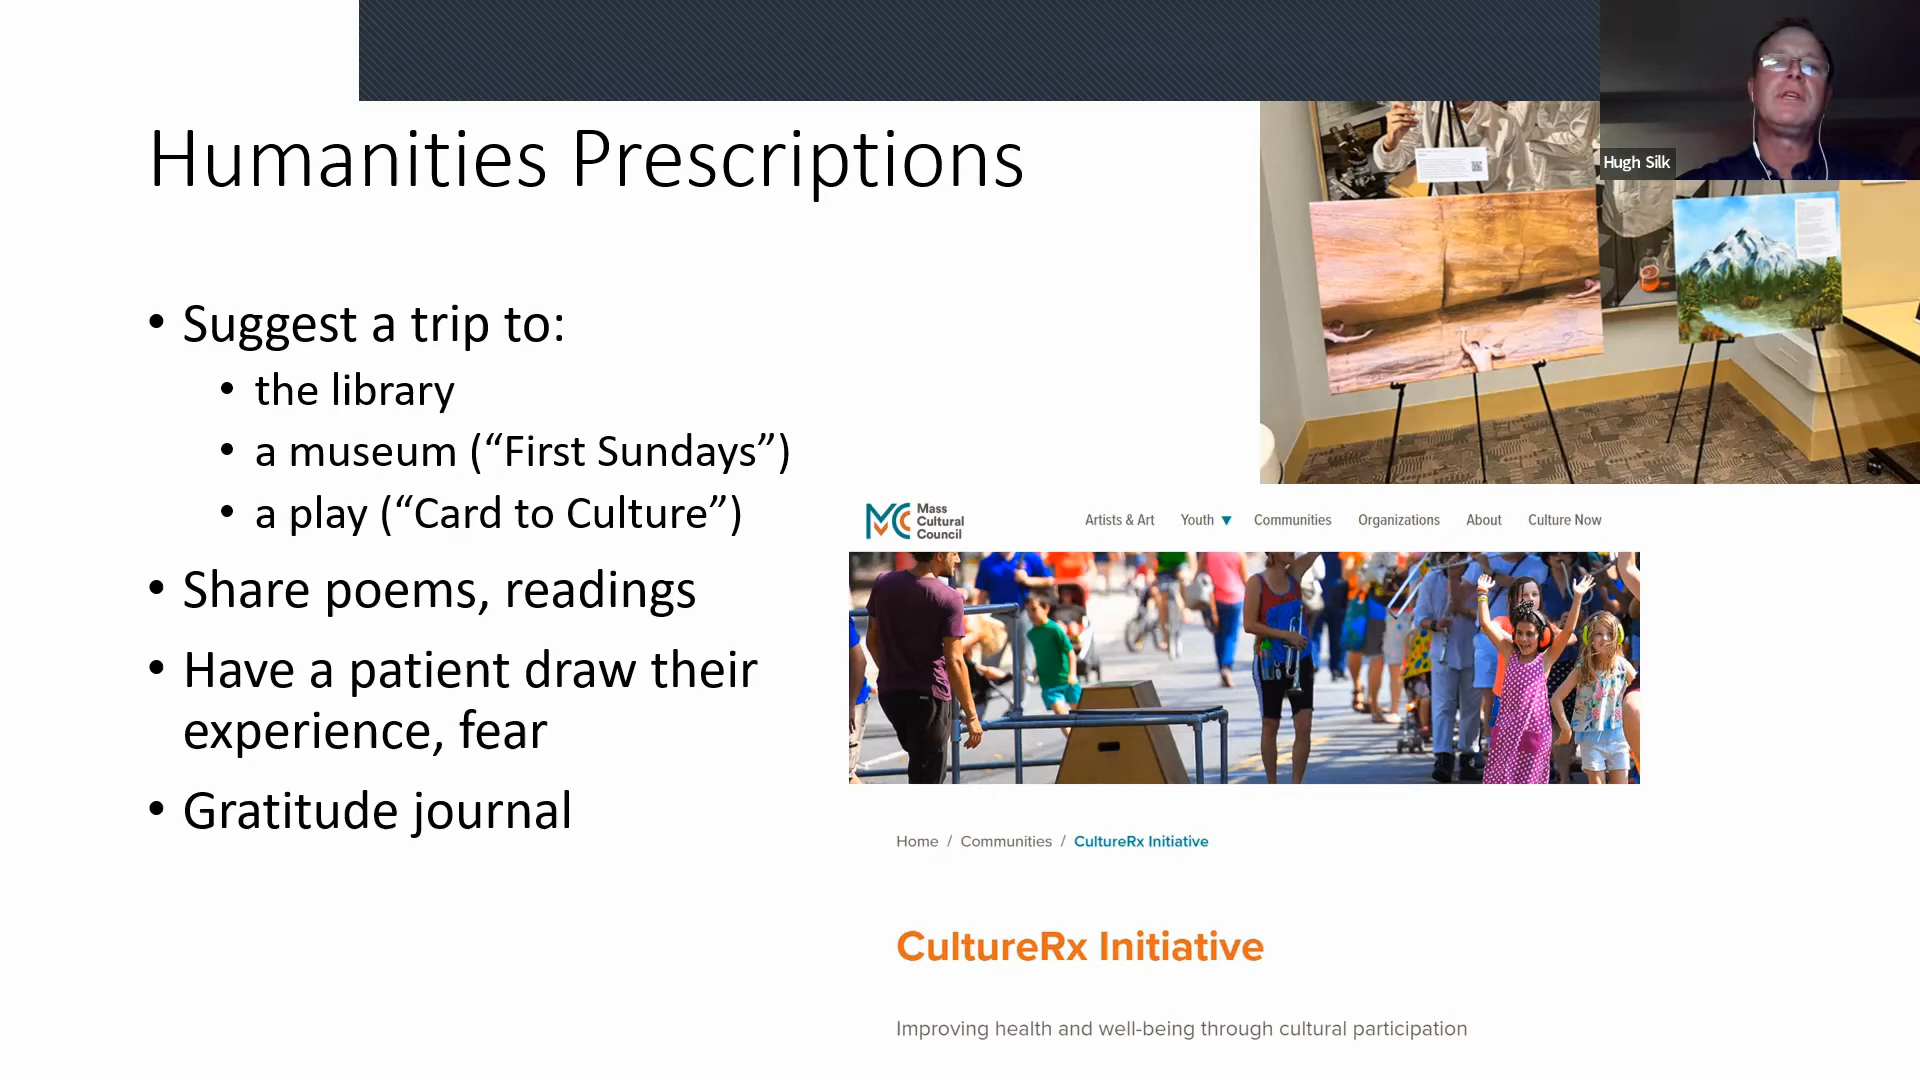 Humanities Prescriptions
Hugh Silk
• Suggest a trip to:
• the library
• a museum (“First Sundays”)
• a play (“Card to Culture”)
• Share poems, readings
• Have a patient draw their
experience, fear
• Gratitude journal
Mass
Cultural
Council
Artists & Art Youth ▼ Communities Organizations About Culture Now
Home / Communities / CultureRx Initiative
CultureRx Initiative
Improving health and well-being through cultural participation